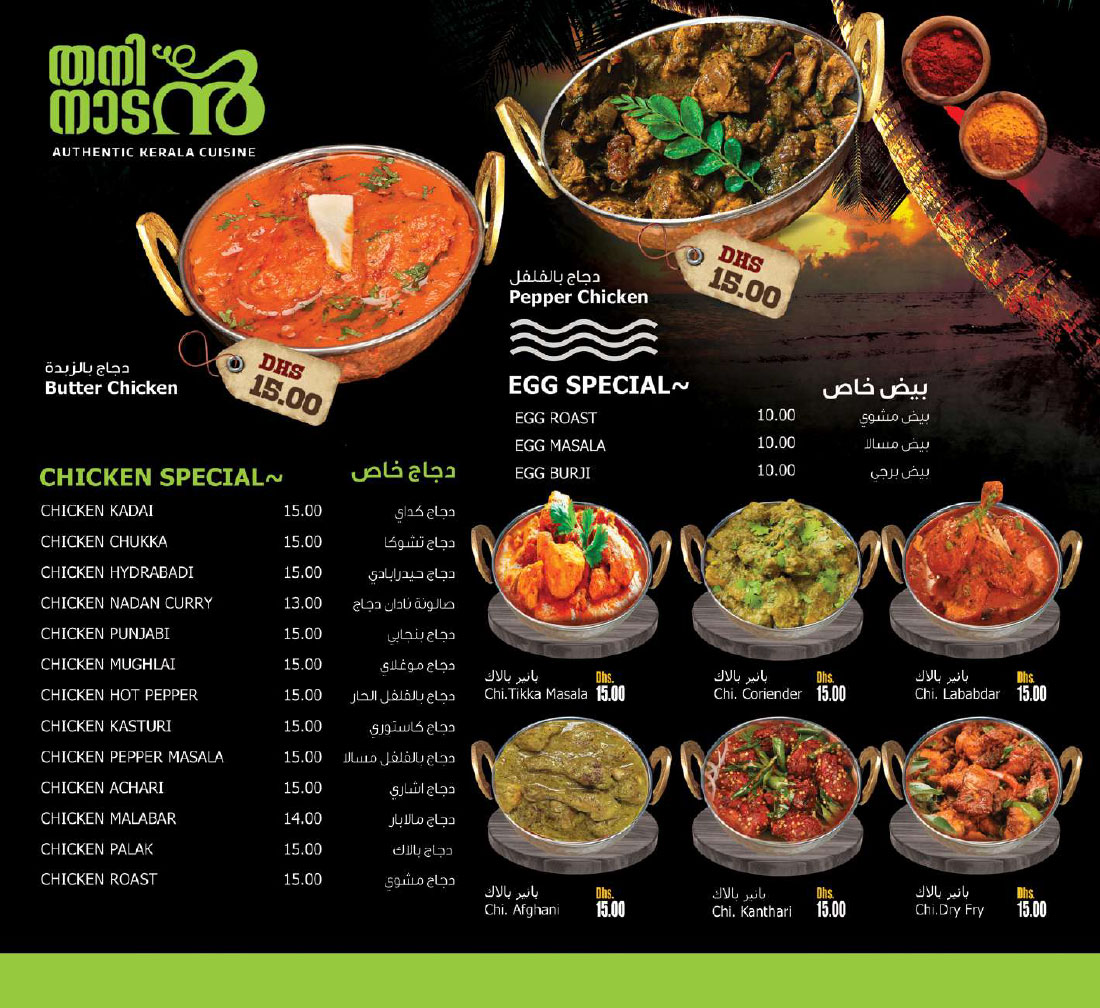 തനി
നാടൻ
AUTHENTIC KERALA CUISINE
DHS
15.00
دجاج بالزبدة
Butter Chicken
DHS
15.00
دجاج بالفلفل
Pepper Chicken
EGG SPECIAL~ بيض خاص
EGG ROAST 10.00 بيض مشوي
EGG MASALA 10.00 بيض مسالا
EGG BURJI 10.00 بيض برجي
CHICKEN SPECIAL~ دجاج خاص
CHICKEN KADAI 15.00 دجاج كداي
CHICKEN CHUKKA 15.00 دجاج تشوكا
CHICKEN HYDRABADI 15.00 دجاج حيدرابادي
CHICKEN NADAN CURRY 13.00 صالونة نادان دجاج
CHICKEN PUNJABI 15.00 دجاج بنجابي
CHICKEN MUGHLAI 15.00 دجاج موغلاي
CHICKEN HOT PEPPER 15.00 دجاج بالفلفل الحار
CHICKEN KASTURI 15.00 دجاج كاستوري
CHICKEN PEPPER MASALA 15.00 دجاج بالفلفل مسالا
CHICKEN ACHARI 15.00 دجاج اشاري
CHICKEN MALABAR 14.00 دجاج مالابار
CHICKEN PALAK 15.00 دجاج بالاك
CHICKEN ROAST 15.00 دجاج مشوي
بانير بالاك Dhs.
Chi.Tikka Masala 15.00
بانير بالاك Dhs.
Chi. Coriender 15.00
بانير بالاك Dhs.
Chi. Lababdar 15.00
بانير بالاك Dhs.
Chi. Afghani 15.00
بانير بالاك Dhs.
Chi. Kanthari 15.00
بانير بالاك Dhs.
Chi.Dry Fry 15.00